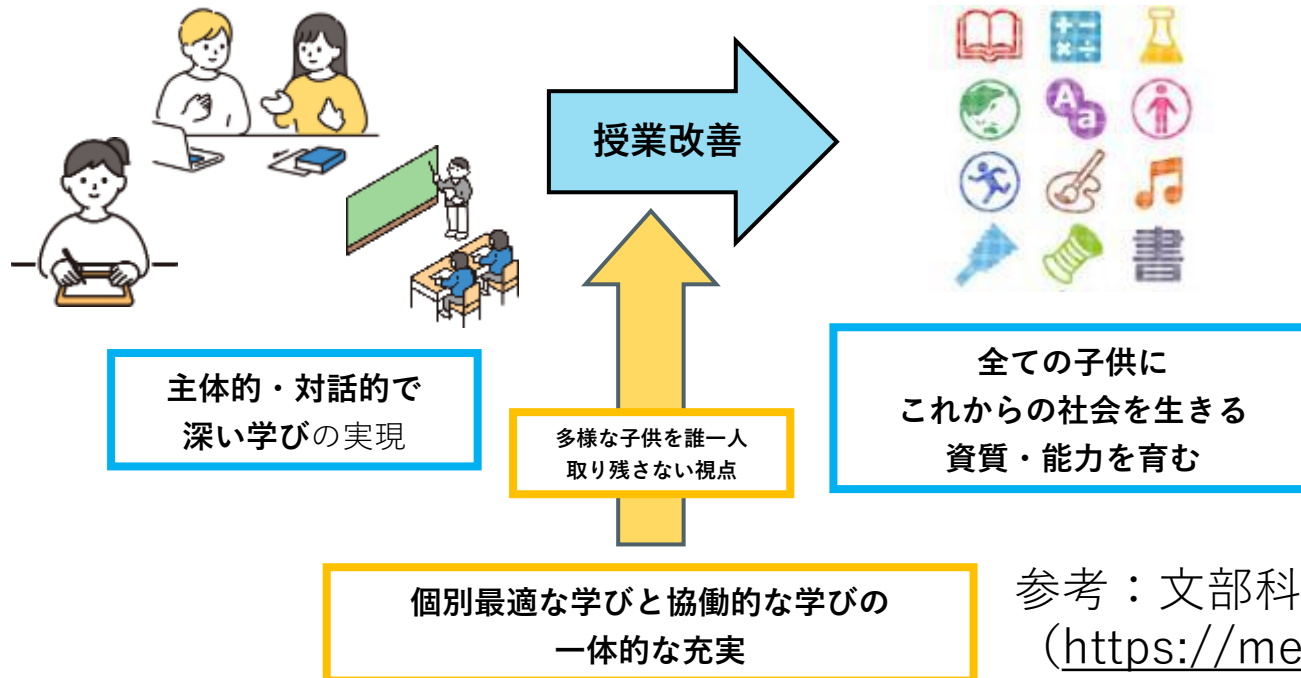 授業改善
Aa
書
主体的・対話的で
深い学びの実現
多様な子供を誰一人
取り残さない視点
全ての子供に
これからの社会を生きる
資質・能力を育む
個別最適な学びと協働的な学びの
一体的な充実
参考：文部科
（https://me